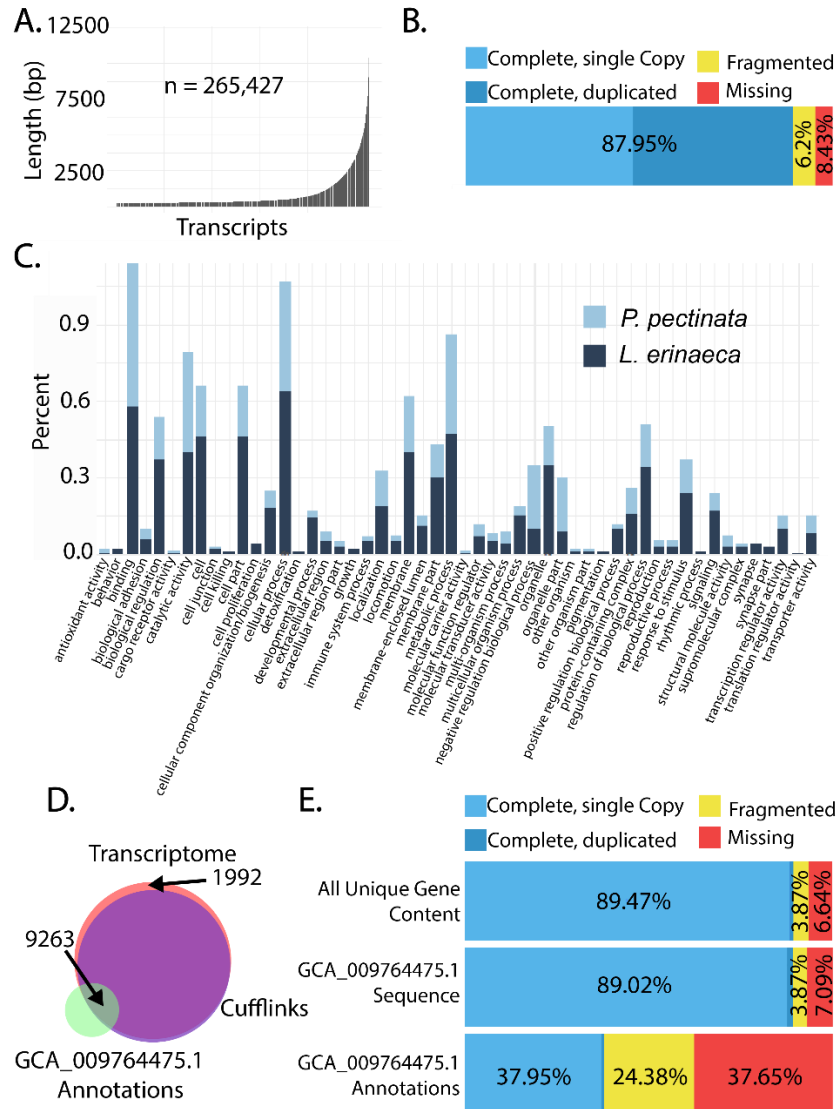 A.
12500
7500
2500
Length (bp)
n = 265,427
Transcripts
B.
Complete, single Copy
Fragmented
Complete, duplicated
Missing
87.95%
6.2%
8.43%
C.
0.9
0.6
0.3
0.0
Percent
P. pectinata
L. erinaeca
antioxidant activity
behavior
binding
biological adhesion
biological regulation
cargo receptor activity
catalytic activity
cell
cell junction
cell killing
cell part
cell proliferation
cellular component organization/biogenesis
cellular process
detoxification
developmental process
extracellular region
extracellular region part
growth
immune system process
localization
locomotion
membrane
membrane-enclosed lumen
membrane part
metabolic process
molecular carrier activity
molecular function regulator
molecular transducer activity
multi-organism process
multicellular organism process
negative regulation biological process
organelle
organelle part
other organism
other organism part
pigmentation
positive regulation biological process
protein-containing complex
regulation of biological process
reproduction
reproductive process
response to stimulus
rhythmic process
signaling
structural molecule activity
supromolecular complex
synapse
synapse part
transcription regulator activity
translation regulator activity
transporter activity
D.
Transcriptome
1992
9263
Cufflinks
GCA_009764475.1
Annotations
E.
Complete, single Copy
Fragmented
Complete, duplicated
Missing
All Unique Gene
Content
89.47%
3.87%
6.64%
GCA_009764475.1
Sequence
89.02%
3.87%
7.09%
GCA_009764475.1
Annotations
37.95%
24.38%
37.65%